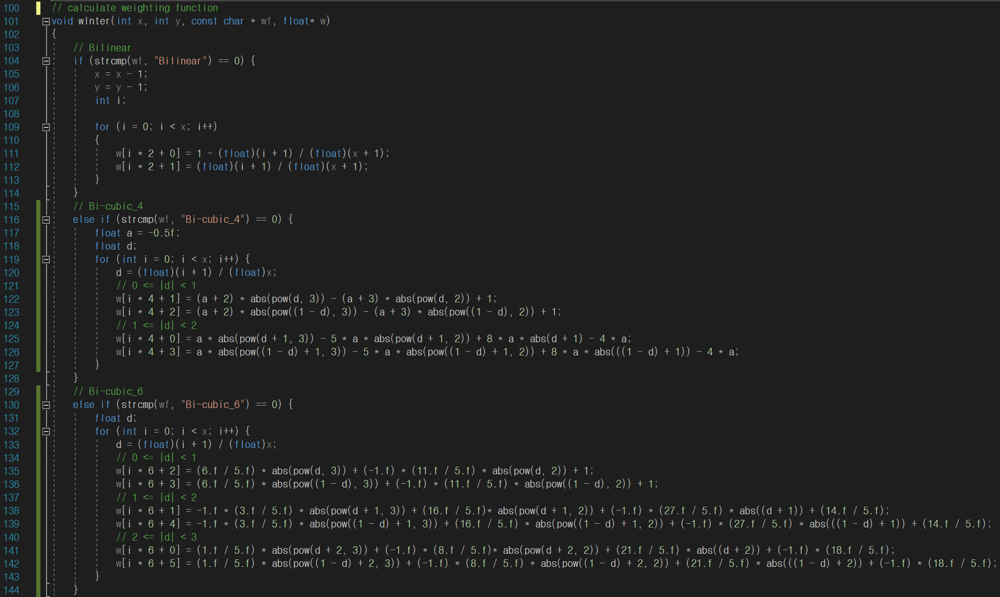 100 // calculate weighting function
101 void wInter(int x, int y, const char * wf, float* w)
102 {
103 // Bilinear
104 if (strcmp(wf, "Bilinear") == 0) {
105 x = x - 1;
106 y = y - 1;
107 int i;
108
109 for (i = 0; i < x; i++)
110 {
111 w[i * 2 + 0] = 1 - (float)(i + 1) / (float)(x + 1);
112 w[i * 2 + 1] = (float)(i + 1) / (float)(x + 1);
113 }
114 }
115 // Bi-cubic_4
116 else if (strcmp(wf, "Bi-cubic_4") == 0) {
117 float a = -0.5f;
118 float d;
119 for (int i = 0; i < x; i++) {
120 d = (float)(i + 1) / (float)x;
121 // 0 <= |d| < 1
122 w[i * 4 + 1] = (a + 2) * abs(pow(d, 3)) - (a + 3) * abs(pow(d, 2)) + 1;
123 w[i * 4 + 2] = (a + 2) * abs(pow((1 - d), 3)) - (a + 3) * abs(pow((1 - d), 2)) + 1;
124 // 1 <= |d| < 2
125 w[i * 4 + 0] = a * abs(pow(d + 1, 3)) - 5 * a * abs(pow(d + 1, 2)) + 8 * a * abs(d + 1) - 4 * a;
126 w[i * 4 + 3] = a * abs(pow((1 - d) + 1, 3)) - 5 * a * abs(pow((1 - d) + 1, 2)) + 8 * a * abs(((1 - d) + 1)) - 4 * a;
127 }
128 }
129 // Bi-cubic_6
130 else if (strcmp(wf, "Bi-cubic_6") == 0) {
131 float d;
132 for (int i = 0; i < x; i++) {
133 d = (float)(i + 1) / (float)x;
134 // 0 <= |d| < 1
135 w[i * 6 + 2] = (6.f / 5.f) * abs(pow(d, 3)) + (-1.f) * (11.f / 5.f) * abs(pow(d, 2)) + 1;
136 w[i * 6 + 3] = (6.f / 5.f) * abs(pow((1 - d), 3)) + (-1.f) * (11.f / 5.f) * abs(pow((1 - d), 2)) + 1;
137 // 1 <= |d| < 2
138 w[i * 6 + 1] = -1.f * (3.f / 5.f) * abs(pow(d + 1, 3)) + (16.f / 5.f)* abs(pow(d + 1, 2)) + (-1.f) * (27.f / 5.f) * abs((d + 1)) + (14.f / 5.f);
139 w[i * 6 + 4] = -1.f * (3.f / 5.f) * abs(pow((1 - d) + 1, 3)) + (16.f / 5.f) * abs(pow((1 - d) + 1, 2)) + (-1.f) * (27.f / 5.f) * abs(((1 - d) + 1)) + (14.f / 5.f);
140 // 2 <= |d| < 3
141 w[i * 6 + 0] = (1.f / 5.f) * abs(pow(d + 2, 3)) + (-1.f) * (8.f / 5.f)* abs(pow(d + 2, 2)) + (21.f / 5.f) * abs((d + 2)) + (-1.f) * (18.f / 5.f);
142 w[i * 6 + 5] = (1.f / 5.f) * abs(pow((1 - d) + 2, 3)) + (-1.f) * (8.f / 5.f) * abs(pow((1 - d) + 2, 2)) + (21.f / 5.f) * abs(((1 - d) + 2)) + (-1.f) * (18.f / 5.f);
143 }
144 }